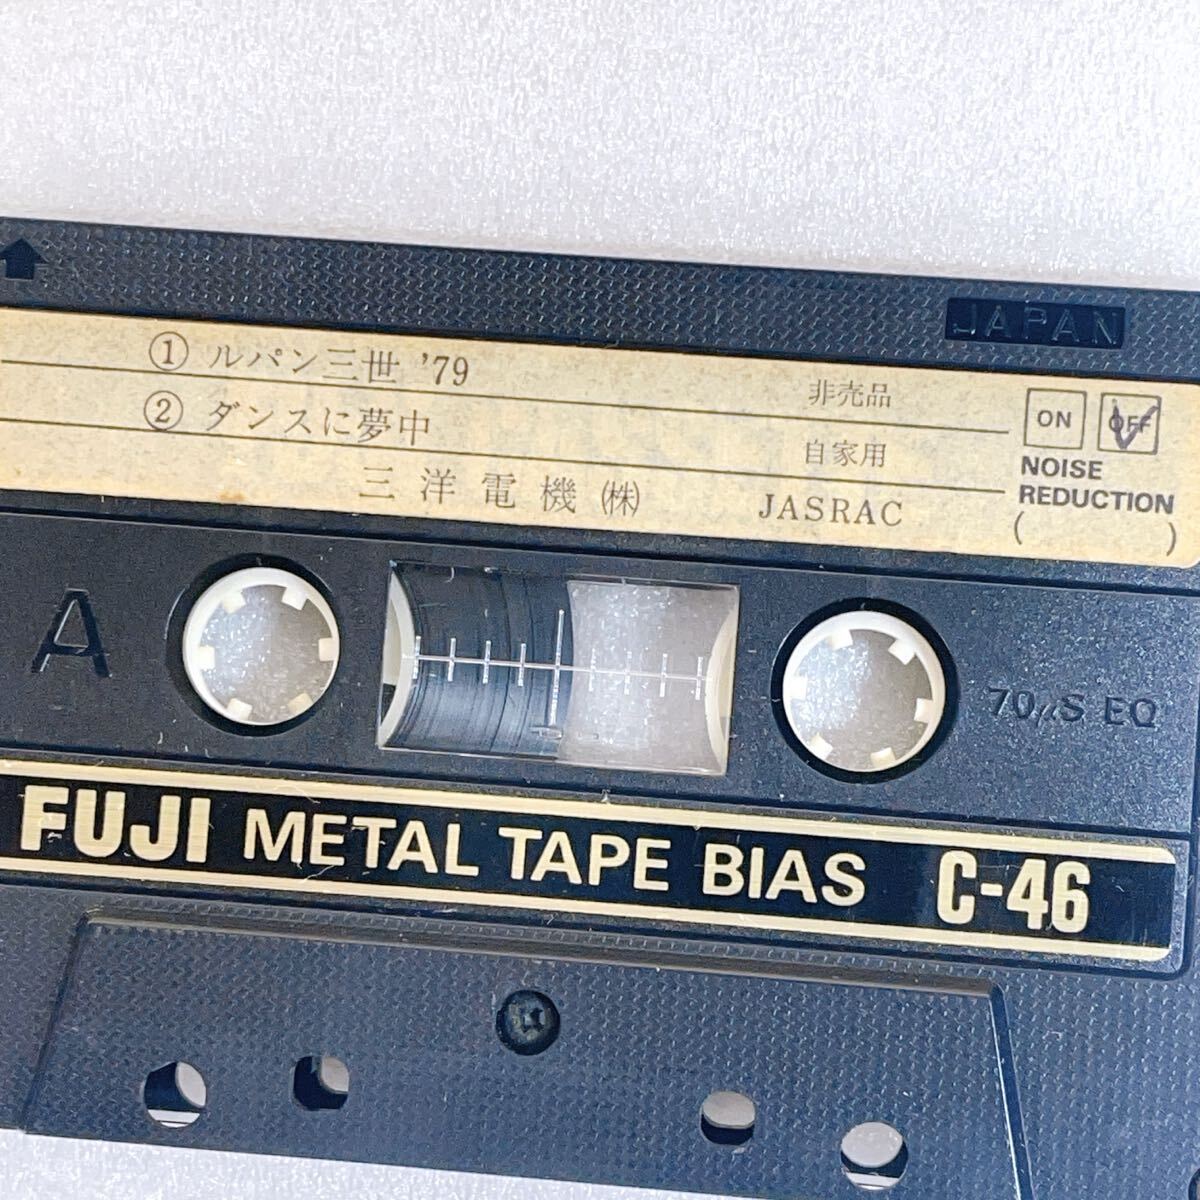 JAPAN
① ルパン三世 '79
② ダンスに夢中
三洋電機㈱
非売品
自家用
JASRAC
ON OFF
NOISE
REDUCTION
( )
A
70μS EQ
FUJI METAL TAPE BIAS C-46